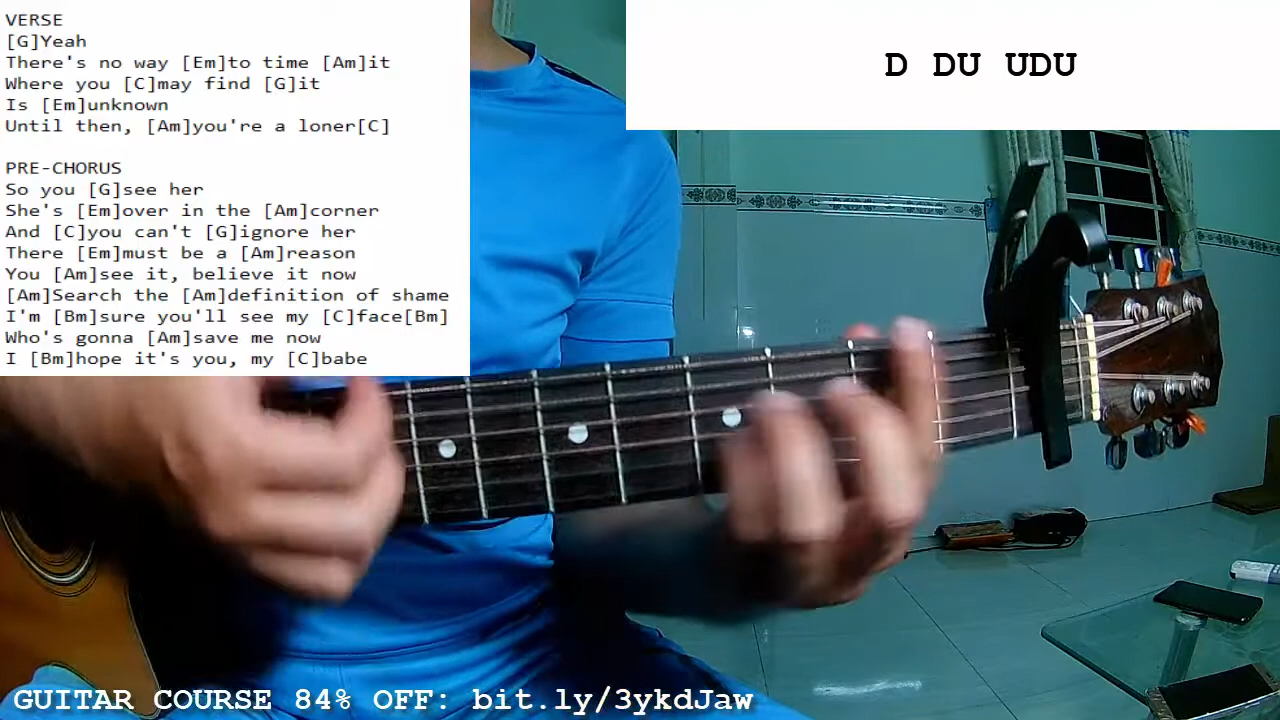 VERSE
[G]Yeah
There's no way [Em]to time [Am]it
Where you [C]may find [G]it
Is [Em]unknown
Until then, [Am]you're a loner[C]
PRE-CHORUS
So you [G]see her
She's [Em]over in the [Am]corner
And [C]you can't [G]ignore her
There [Em]must be a [Am]reason
You [Am]see it, believe it now
[Am]Search the [Am]definition of shame
I'm [Bm]sure you'll see my [C]face[Bm]
Who's gonna [Am]save me now
I [Bm]hope it's you, my [C]babe
D DU UDU
GUITAR COURSE 84% OFF: bit.ly/3ykdJaw